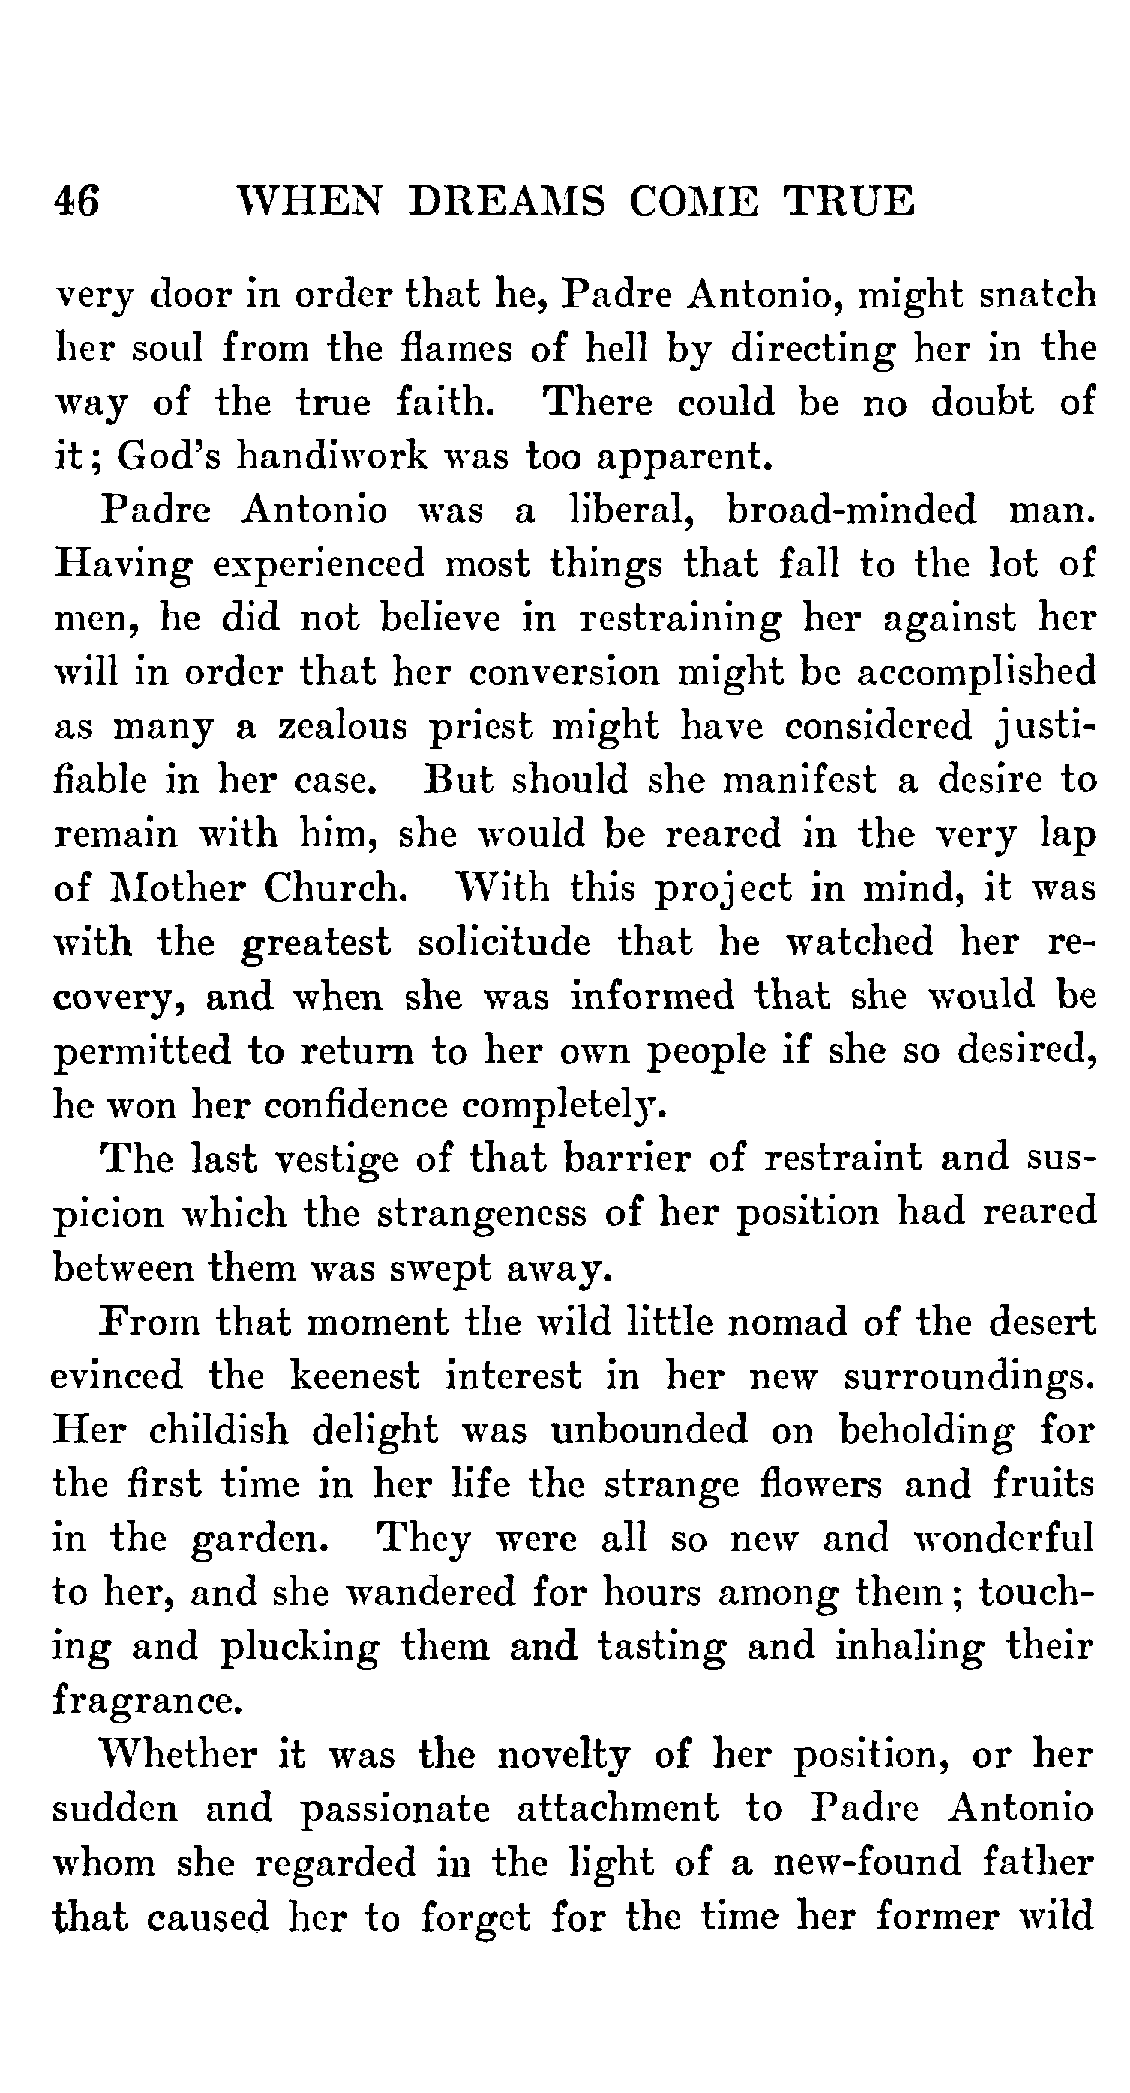 46 WHEN DREAMS COME TRUE
very door in order that he, Padre Antonio, might snatch
her soul from the flames of hell by directing her in the
way of the true faith. There could be no doubt of
it; God's handiwork was too apparent.
Padre Antonio was a liberal, broad-minded man.
Having experienced most things that fall to the lot of
men, he did not believe in restraining her against her
will in order that her conversion might be accomplished
as many a zealous priest might have considered justi-
fiable in her case. But should she manifest a desire to
remain with him, she would be reared in the very lap
of Mother Church. With this project in mind, it was
with the greatest solicitude that he watched her re-
covery, and when she was informed that she would be
permitted to return to her own people if she so desired,
he won her confidence completely.
The last vestige of that barrier of restraint and sus-
picion which the strangeness of her position had reared
between them was swept away.
From that moment the wild little nomad of the desert
evinced the keenest interest in her new surroundings.
Her childish delight was unbounded on beholding for
the first time in her life the strange flowers and fruits
in the garden. They were all so new and wonderful
to her, and she wandered for hours among them; touch-
ing and plucking them and tasting and inhaling their
fragrance.
Whether it was the novelty of her position, or her
sudden and passionate attachment to Padre Antonio
whom she regarded in the light of a new-found father
that caused her to forget for the time her former wild